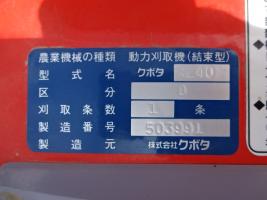 農業機械の種類 動力刈取機(結束型)
型式名 クボタ
区分 B
刈取条数 1 条
製造番号 503991
製造元 株式会社クボタ